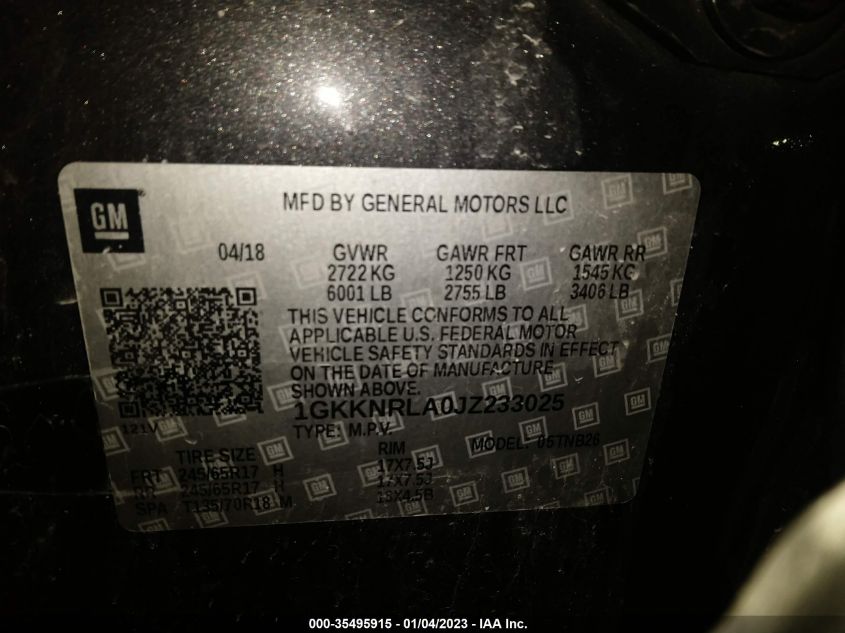 GM
MFD BY GENERAL MOTORS LLC
04/18 GVWR GAWR FRT GAWR RR
2722 KG 1250 KG 1545 KG
6001 LB 2755 LB 3406 LB
THIS VEHICLE CONFORMS TO ALL
APPLICABLE U.S. FEDERAL MOTOR
VEHICLE SAFETY STANDARDS IN EFFECT
ON THE DATE OF MANUFACTURE
SHOWN ABOVE.
1GKKNRLA0JZ233025
121V
TYPE: M.P.V. MODEL: 05TNB26
TIRE SIZE RIM
FRT 245/65R17 H 17X7.5J
RR 245/65R17 H 17X7.5J
SPA T135/70R18 M 18X4.5B
000-35495915 - 01/04/2023 - IAA Inc.